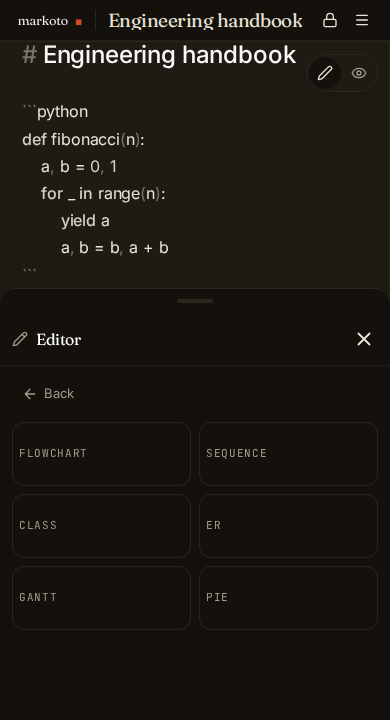 markoto
Engineering handbook
# Engineering handbook
```python
def fibonacci(n):
    a, b = 0, 1
    for _ in range(n):
        yield a
        a, b = b, a + b
```
Editor
Back
FLOWCHART
SEQUENCE
CLASS
ER
GANTT
PIE